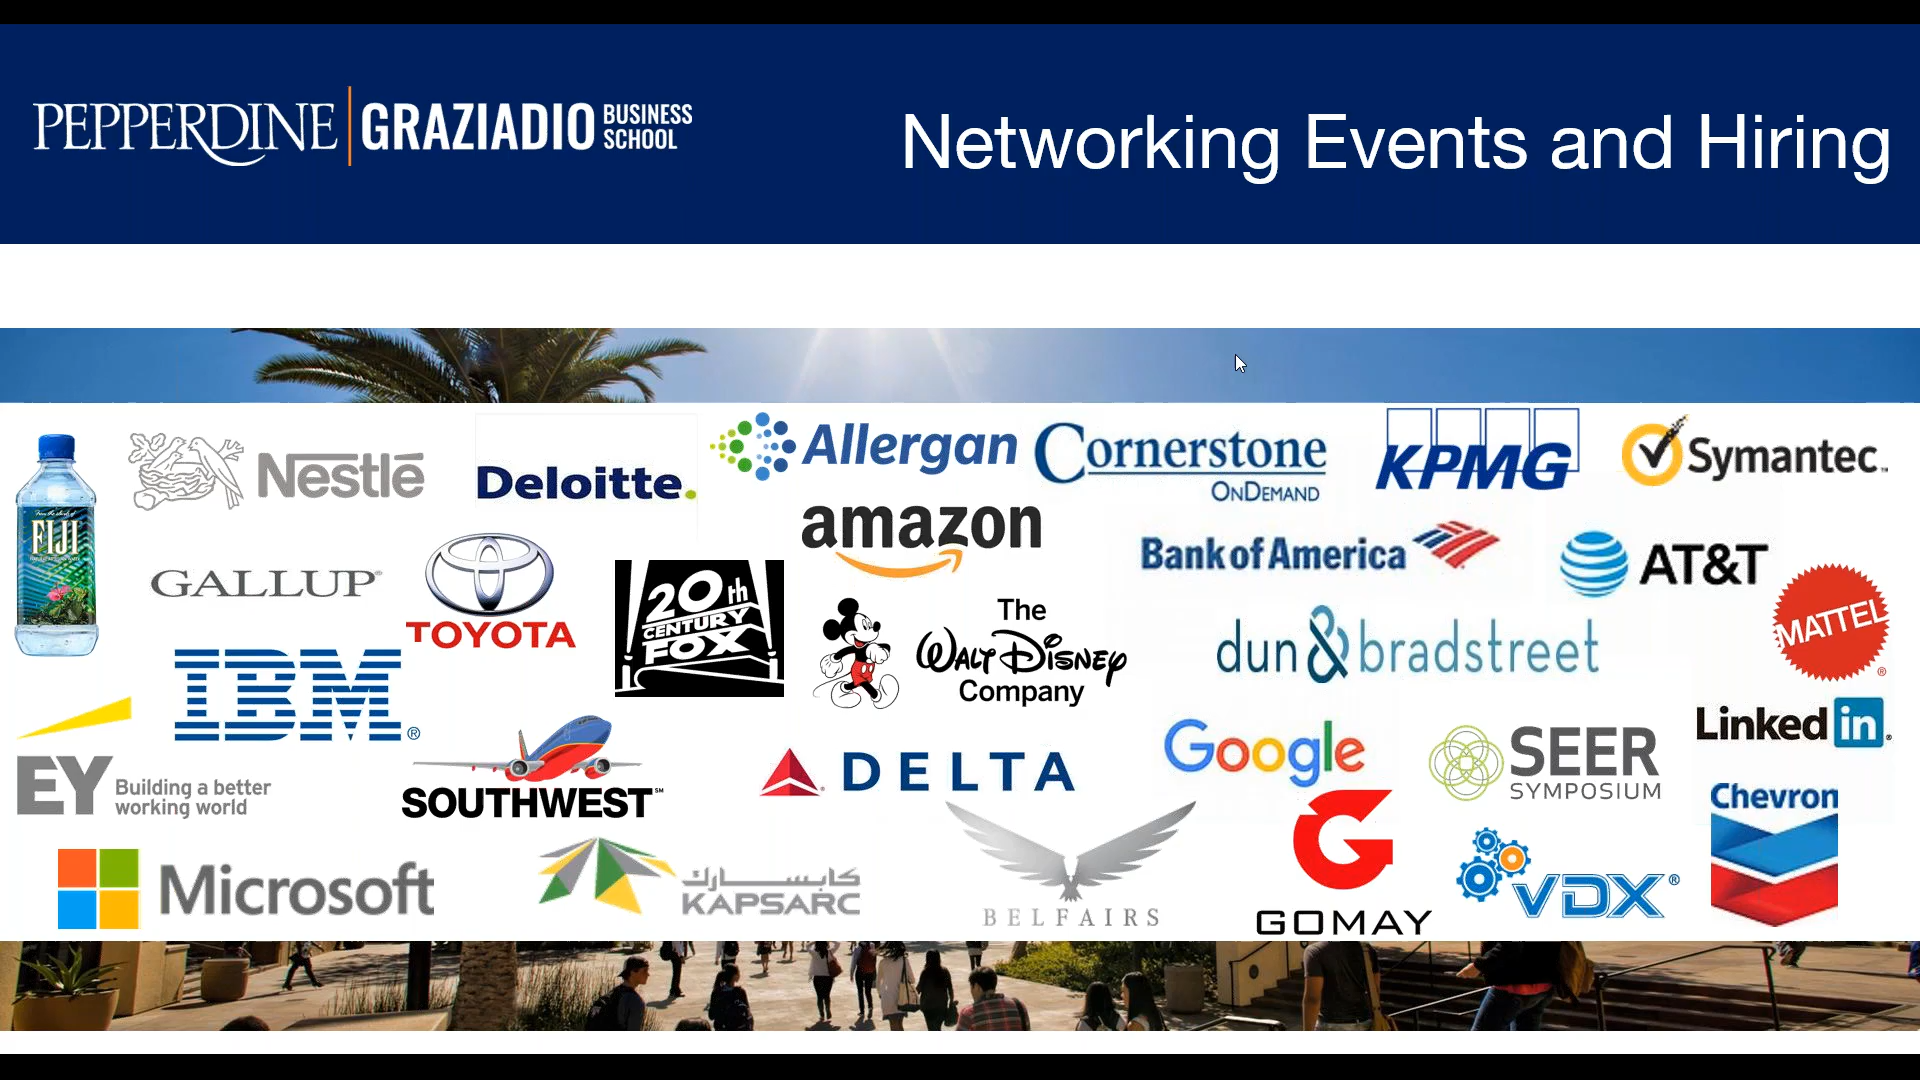 PEPPERDINE GRAZIADIO BUSINESS SCHOOL
Networking Events and Hiring
FIJI
Nestlé
Deloitte.
Allergan
Cornerstone
OnDemand
KPMG
Symantec™
amazon
Bank of America
AT&T
GALLUP®
TOYOTA
20th
CENTURY
FOX
The
Walt Disney
Company
dun&bradstreet
MATTEL®
IBM®
EY Building a better
working world
SOUTHWEST℠
DELTA®
Google
SEER
SYMPOSIUM
Linked in®
Chevron
Microsoft
كابسارك
KAPSARC
BELFAIRS
GOMAY
VDX®